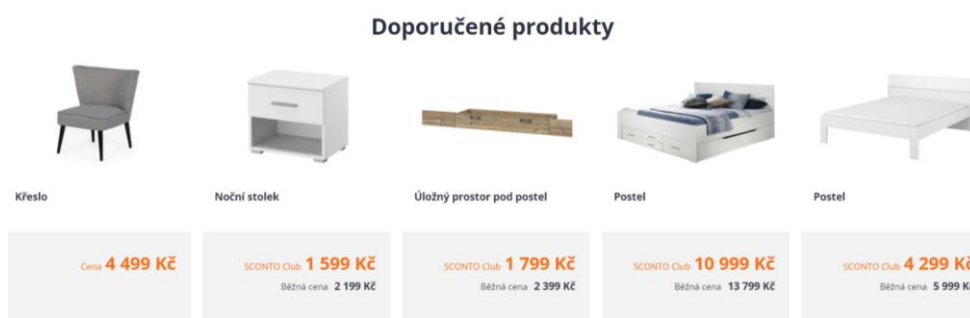 Doporučené produkty
Křeslo
Noční stolek
Úložný prostor pod postel
Postel
Postel
Cena 4 499 Kč
SCONTO Club 1 599 Kč
Běžná cena 2 199 Kč
SCONTO Club 1 799 Kč
Běžná cena 2 399 Kč
SCONTO Club 10 999 Kč
Běžná cena 13 799 Kč
SCONTO Club 4 299 Kč
Běžná cena 5 999 Kč